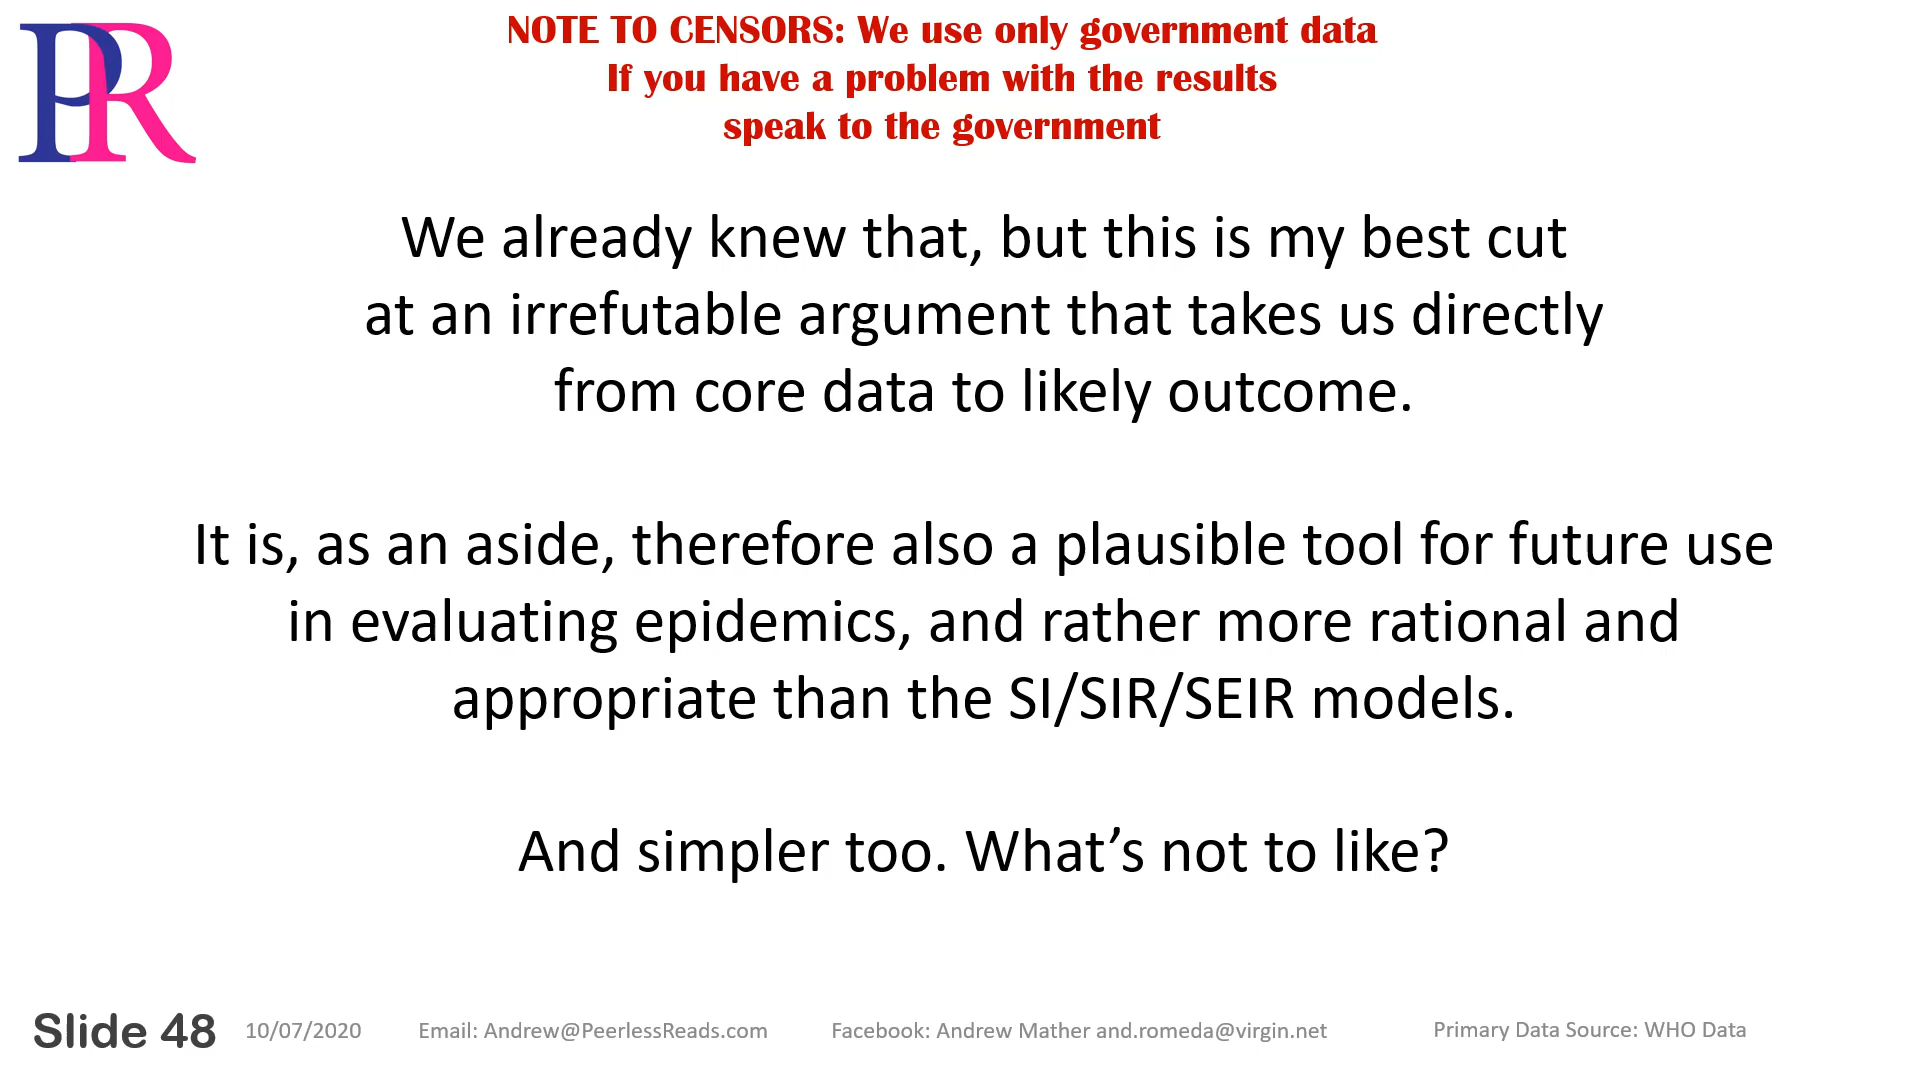 PR
NOTE TO CENSORS: We use only government data
If you have a problem with the results
speak to the government
We already knew that, but this is my best cut
at an irrefutable argument that takes us directly
from core data to likely outcome.
It is, as an aside, therefore also a plausible tool for future use
in evaluating epidemics, and rather more rational and
appropriate than the SI/SIR/SEIR models.
And simpler too. What’s not to like?
Slide 48 10/07/2020 Email: Andrew@PeerlessReads.com Facebook: Andrew Mather and.romeda@virgin.net Primary Data Source: WHO Data